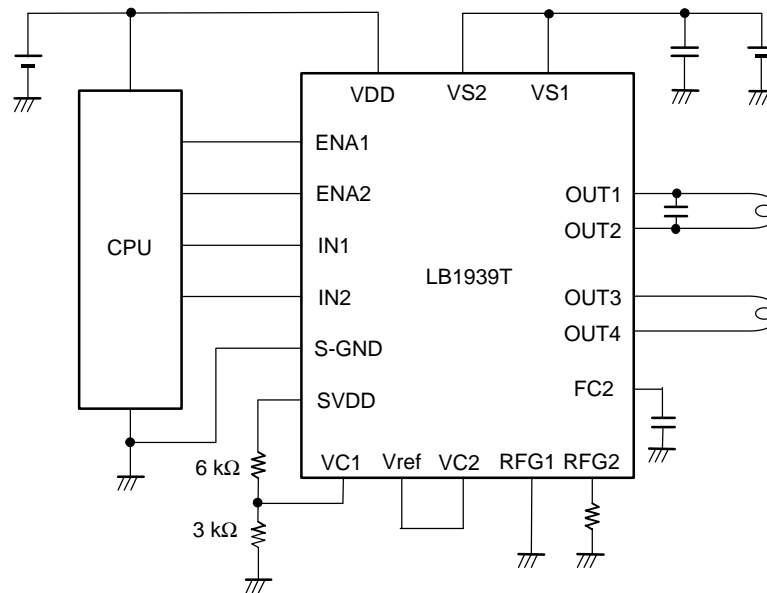 VDD
VS2
VS1
ENA1
ENA2
IN1
IN2
S-GND
SVDD
CPU
LB1939T
OUT1
OUT2
OUT3
OUT4
FC2
6 kΩ
3 kΩ
VC1
Vref
VC2
RFG1
RFG2